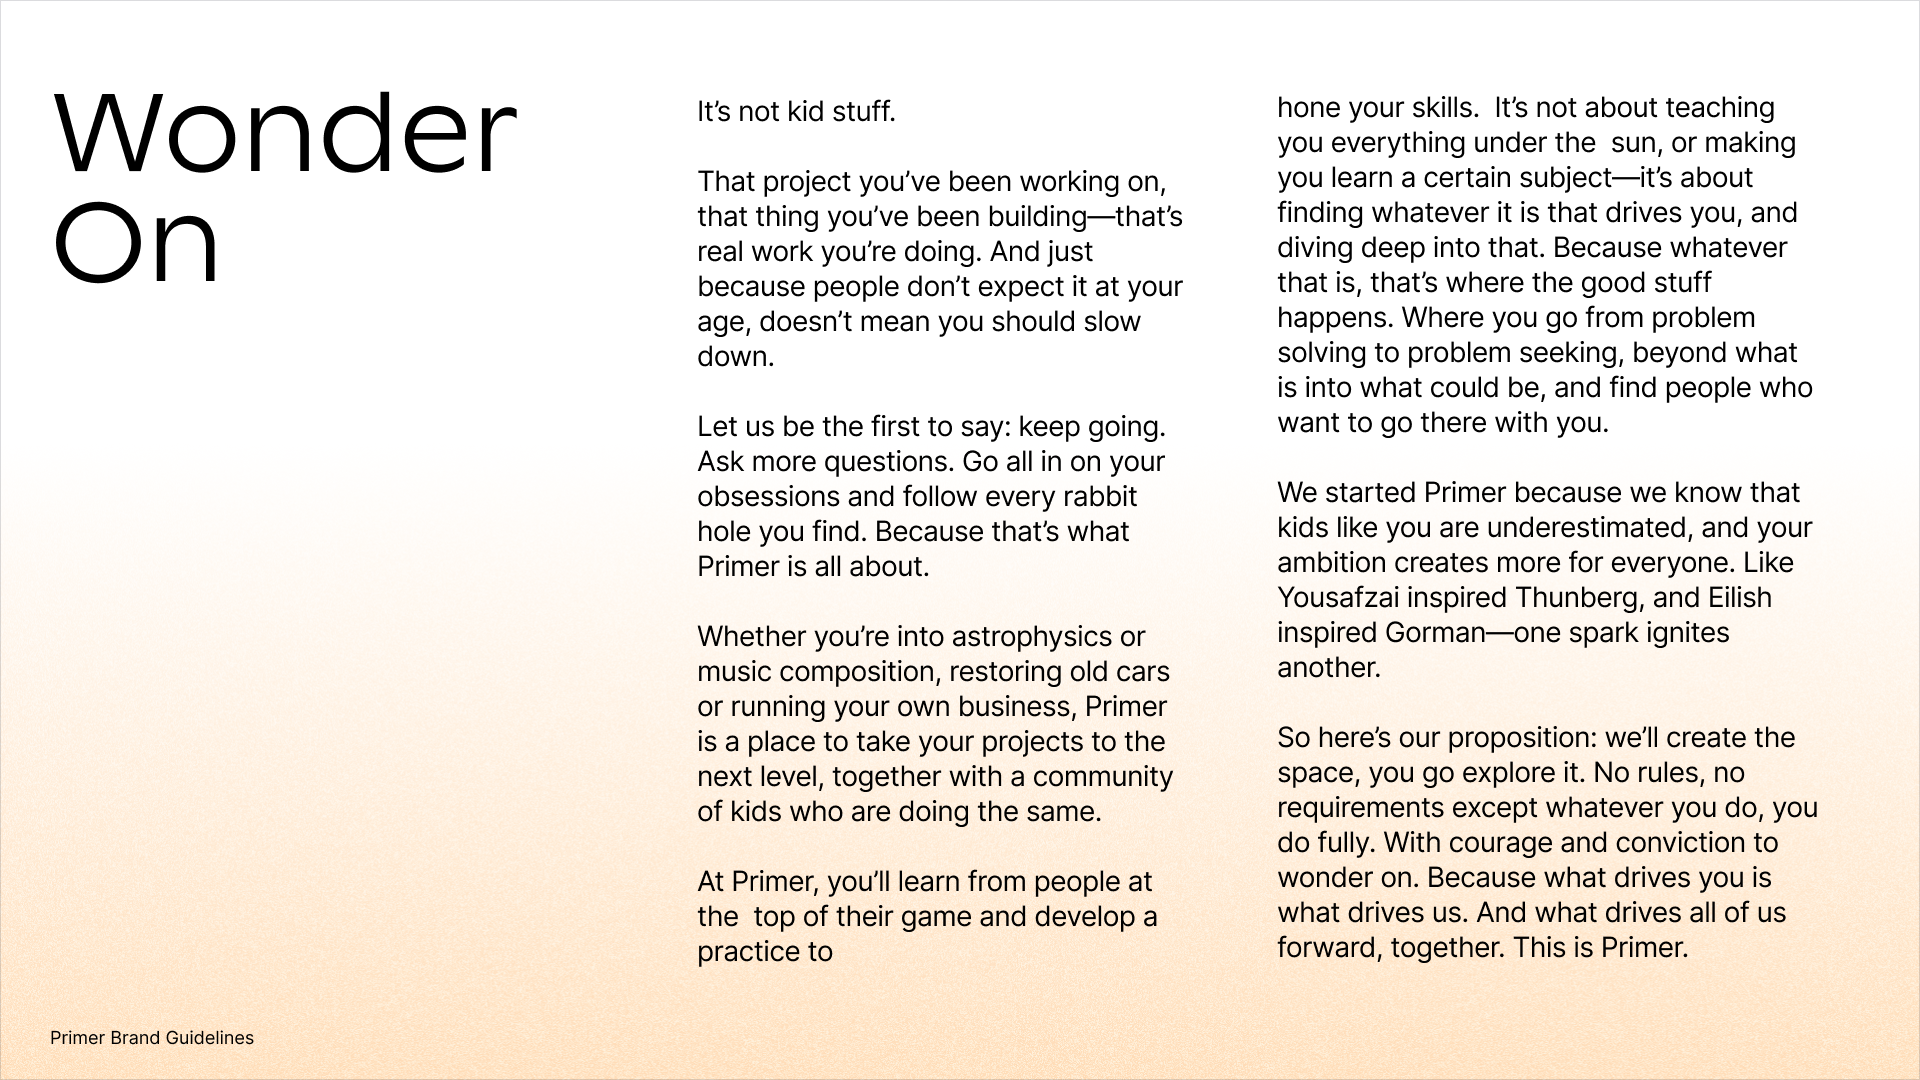 Wonder
On
It’s not kid stuff.
That project you’ve been working on,
that thing you’ve been building—that’s
real work you’re doing. And just
because people don’t expect it at your
age, doesn’t mean you should slow
down.
Let us be the first to say: keep going.
Ask more questions. Go all in on your
obsessions and follow every rabbit
hole you find. Because that’s what
Primer is all about.
Whether you’re into astrophysics or
music composition, restoring old cars
or running your own business, Primer
is a place to take your projects to the
next level, together with a community
of kids who are doing the same.
At Primer, you’ll learn from people at
the  top of their game and develop a
practice to
hone your skills.  It’s not about teaching
you everything under the  sun, or making
you learn a certain subject—it’s about
finding whatever it is that drives you, and
diving deep into that. Because whatever
that is, that’s where the good stuff
happens. Where you go from problem
solving to problem seeking, beyond what
is into what could be, and find people who
want to go there with you.
We started Primer because we know that
kids like you are underestimated, and your
ambition creates more for everyone. Like
Yousafzai inspired Thunberg, and Eilish
inspired Gorman—one spark ignites
another.
So here’s our proposition: we’ll create the
space, you go explore it. No rules, no
requirements except whatever you do, you
do fully. With courage and conviction to
wonder on. Because what drives you is
what drives us. And what drives all of us
forward, together. This is Primer.
Primer Brand Guidelines